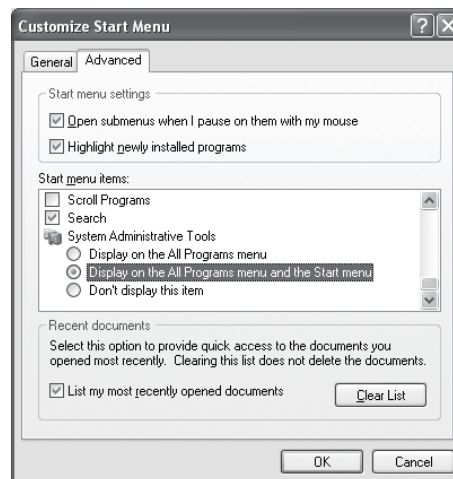 Customize Start Menu
General Advanced
Start menu settings
Open submenus when I pause on them with my mouse
Highlight newly installed programs
Start menu items:
Scroll Programs
Search
System Administrative Tools
Display on the All Programs menu
Display on the All Programs menu and the Start menu
Don't display this item
Recent documents
Select this option to provide quick access to the documents you
opened most recently. Clearing this list does not delete the documents.
List my most recently opened documents
Clear List
OK Cancel